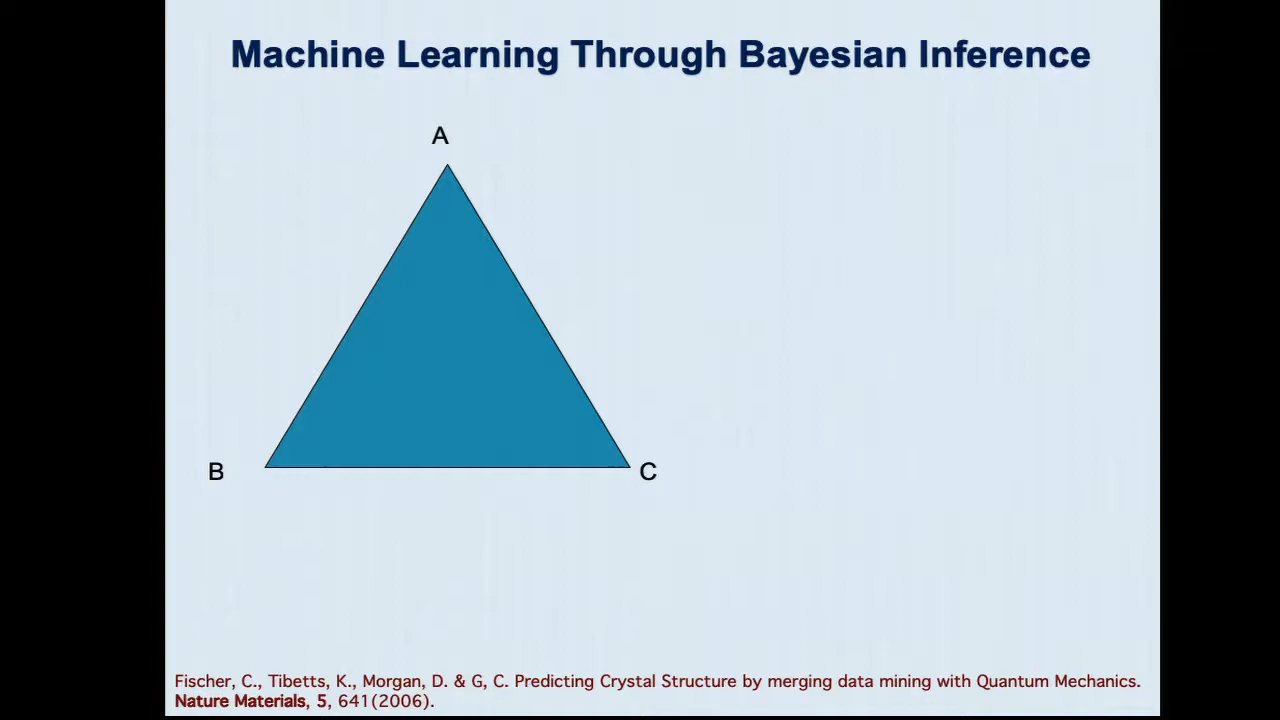 Machine Learning Through Bayesian Inference
A
B
C
Fischer, C., Tibetts, K., Morgan, D. & G, C. Predicting Crystal Structure by merging data mining with Quantum Mechanics.
Nature Materials, 5, 641(2006).